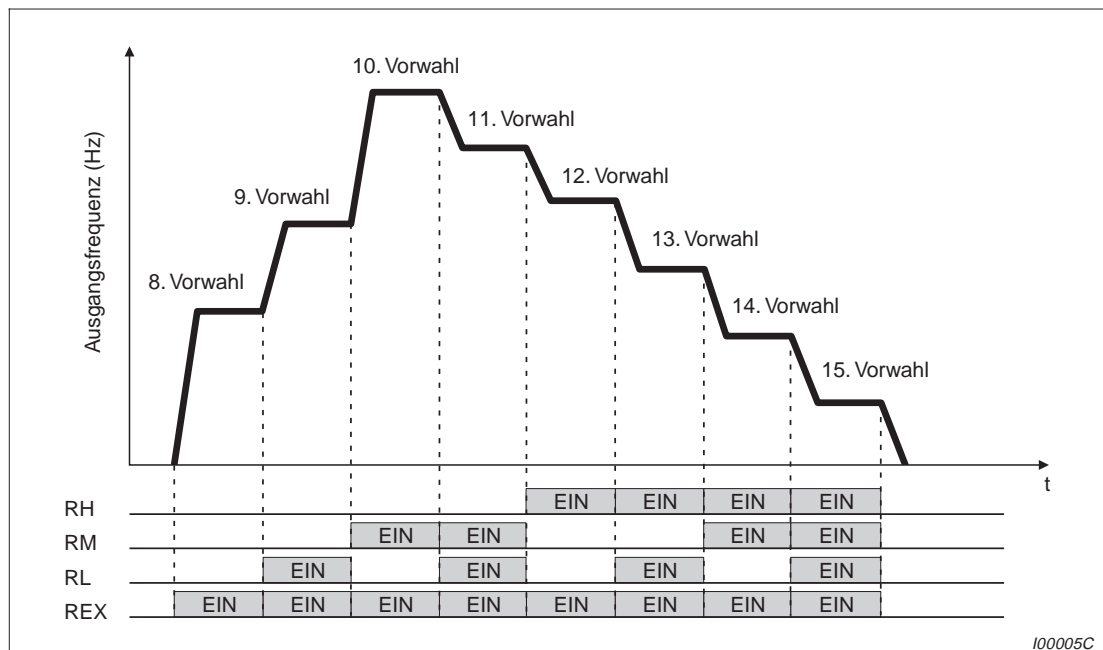 Ausgangsfrequenz (Hz)
10. Vorwahl
11. Vorwahl
12. Vorwahl
9. Vorwahl
13. Vorwahl
8. Vorwahl
14. Vorwahl
15. Vorwahl
t
RH EIN EIN EIN EIN
RM EIN EIN EIN EIN
RL EIN EIN EIN EIN
REX EIN EIN EIN EIN EIN EIN EIN EIN
I00005C